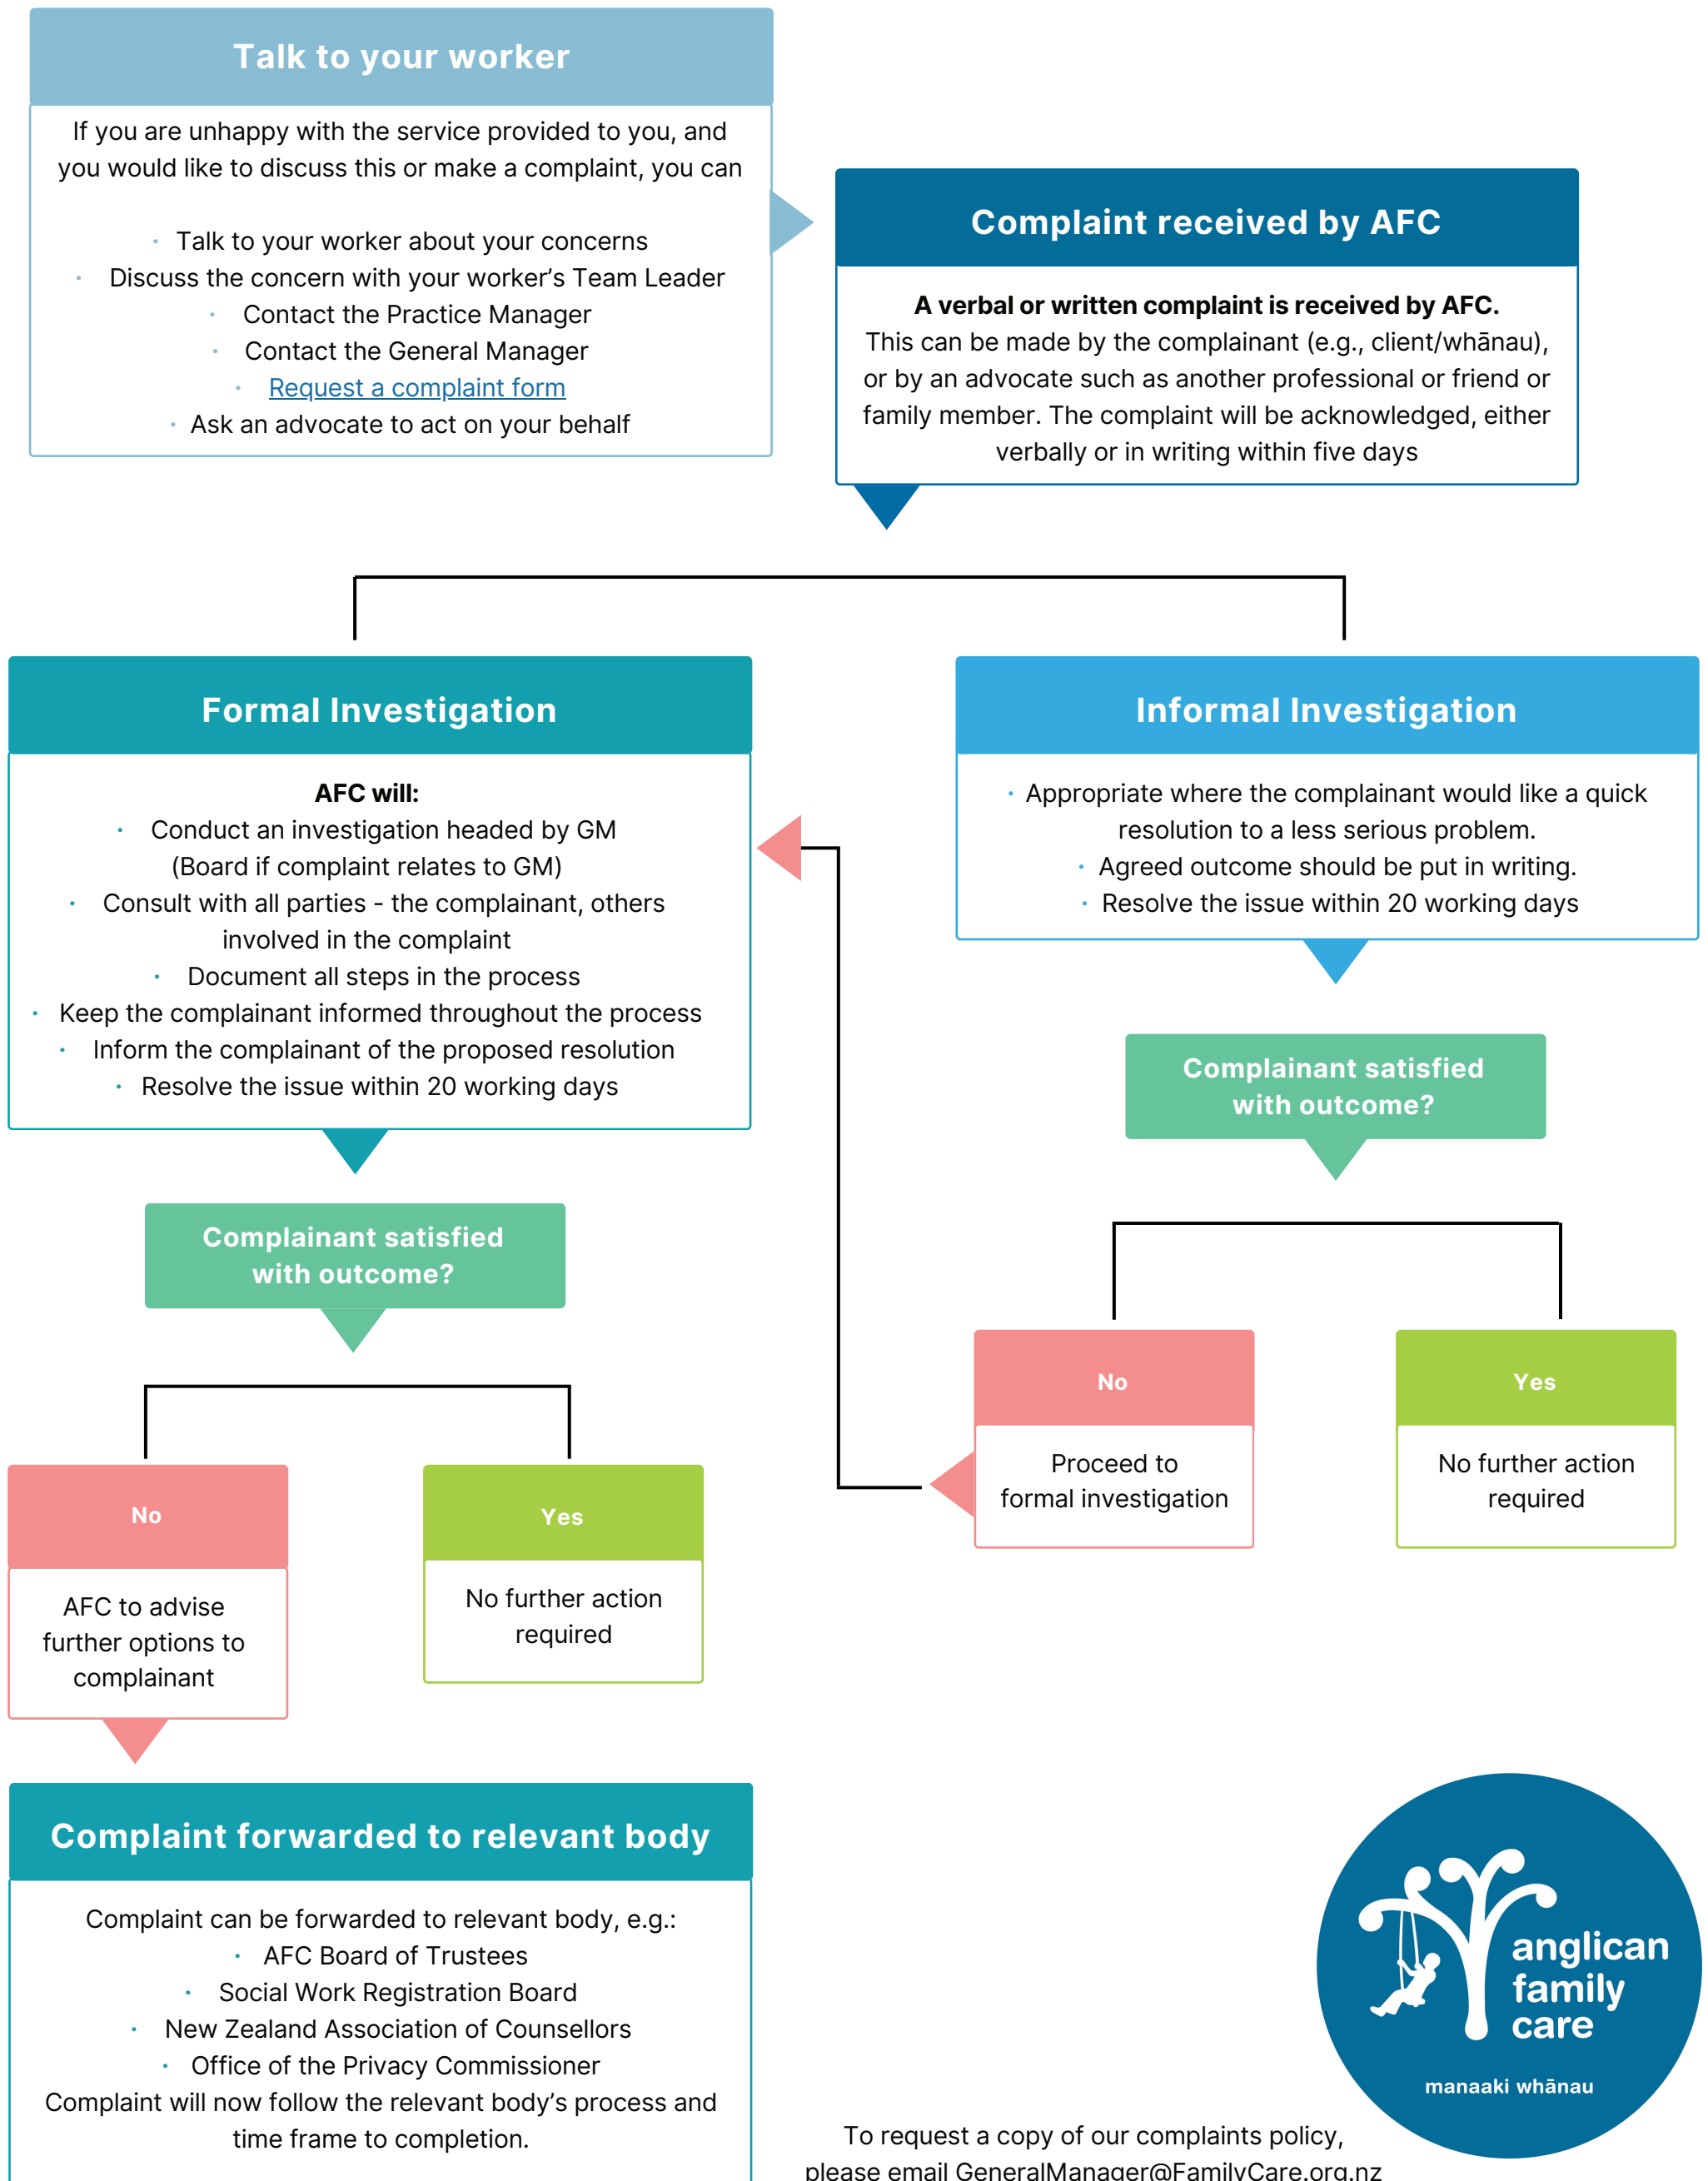 Talk to your worker
If you are unhappy with the service provided to you, and
you would like to discuss this or make a complaint, you can
· Talk to your worker about your concerns
· Discuss the concern with your worker’s Team Leader
· Contact the Practice Manager
· Contact the General Manager
· Request a complaint form
· Ask an advocate to act on your behalf
Complaint received by AFC
A verbal or written complaint is received by AFC.
This can be made by the complainant (e.g., client/whānau),
or by an advocate such as another professional or friend or
family member. The complaint will be acknowledged, either
verbally or in writing within five days
Formal Investigation
AFC will:
· Conduct an investigation headed by GM
(Board if complaint relates to GM)
· Consult with all parties - the complainant, others
involved in the complaint
· Document all steps in the process
· Keep the complainant informed throughout the process
· Inform the complainant of the proposed resolution
· Resolve the issue within 20 working days
Informal Investigation
· Appropriate where the complainant would like a quick
resolution to a less serious problem.
· Agreed outcome should be put in writing.
· Resolve the issue within 20 working days
Complainant satisfied
with outcome?
No
Proceed to
formal investigation
Yes
No further action
required
Complainant satisfied
with outcome?
No
AFC to advise
further options to
complainant
Yes
No further action
required
Complaint forwarded to relevant body
Complaint can be forwarded to relevant body, e.g.:
· AFC Board of Trustees
· Social Work Registration Board
· New Zealand Association of Counsellors
· Office of the Privacy Commissioner
Complaint will now follow the relevant body’s process and
time frame to completion.
anglican
family
care
manaaki whānau
To request a copy of our complaints policy,
please email GeneralManager@FamilyCare.org.nz